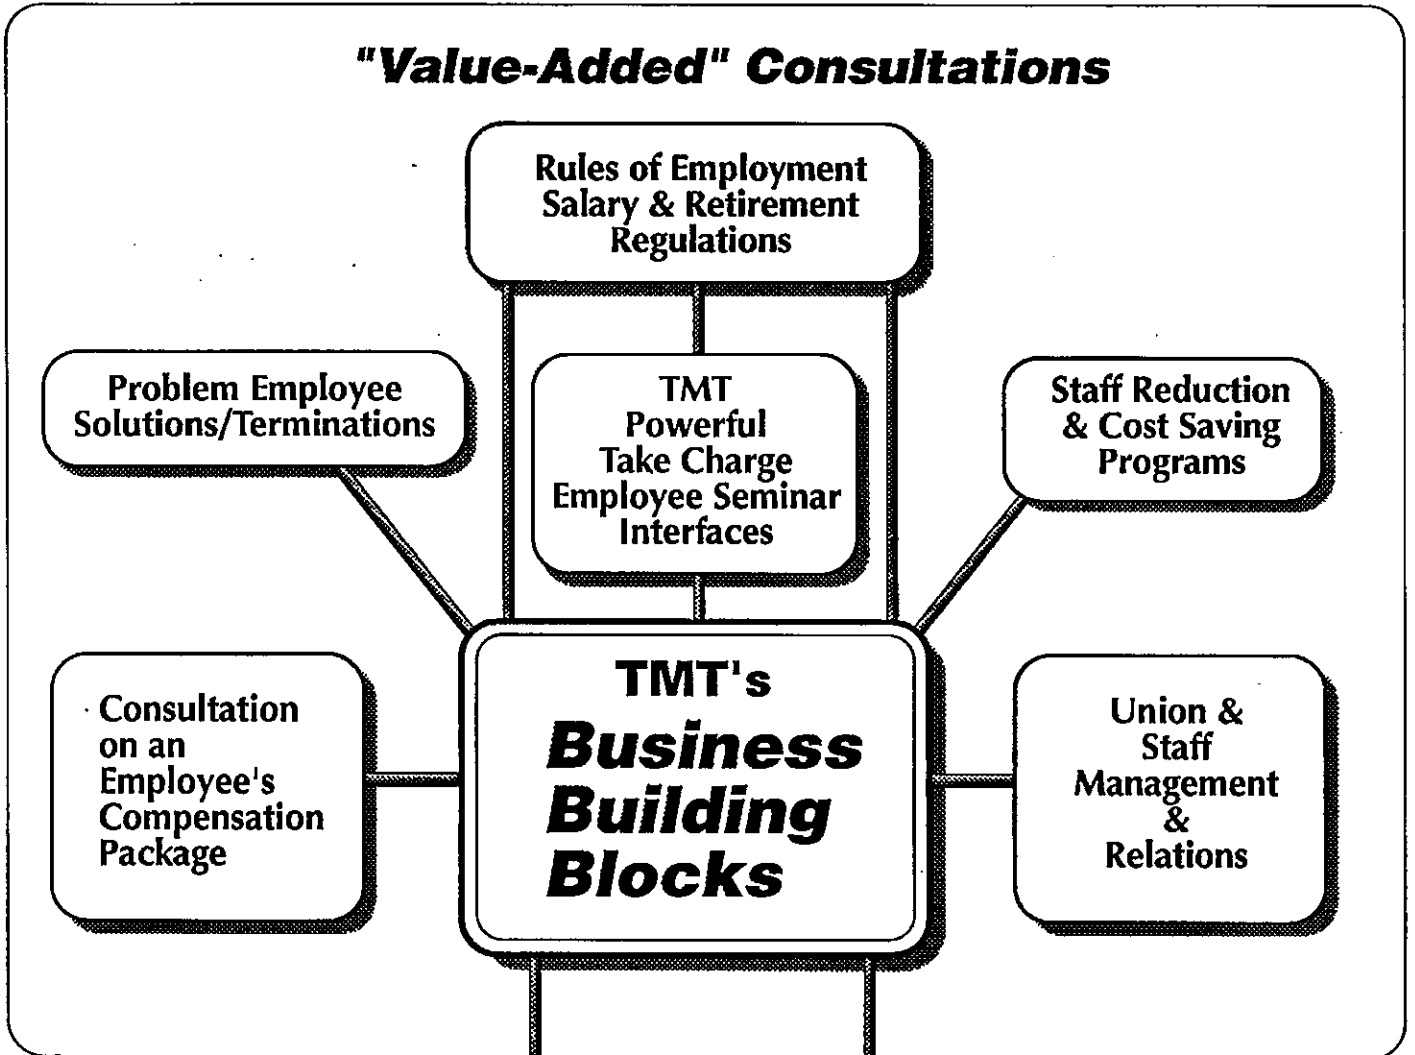 "Value-Added" Consultations
Rules of Employment
Salary & Retirement
Regulations
Problem Employee
Solutions/Terminations
TMT
Powerful
Take Charge
Employee Seminar
Interfaces
Staff Reduction
& Cost Saving
Programs
Consultation
on an
Employee's
Compensation
Package
TMT's
Business
Building
Blocks
Union &
Staff
Management
&
Relations